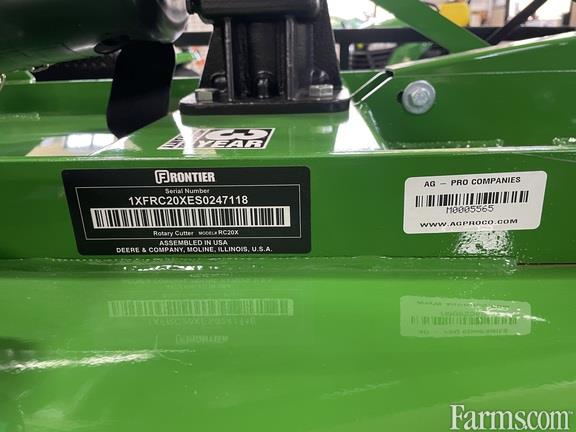 3
YEAR
FRONTIER
Serial Number
1XFRC20XES0247118
Rotary Cutter MODEL# RC20X
ASSEMBLED IN USA
DEERE & COMPANY, MOLINE, ILLINOIS, U.S.A.
AG - PRO COMPANIES
M0005565
WWW.AGPROCO.COM
Farms.com